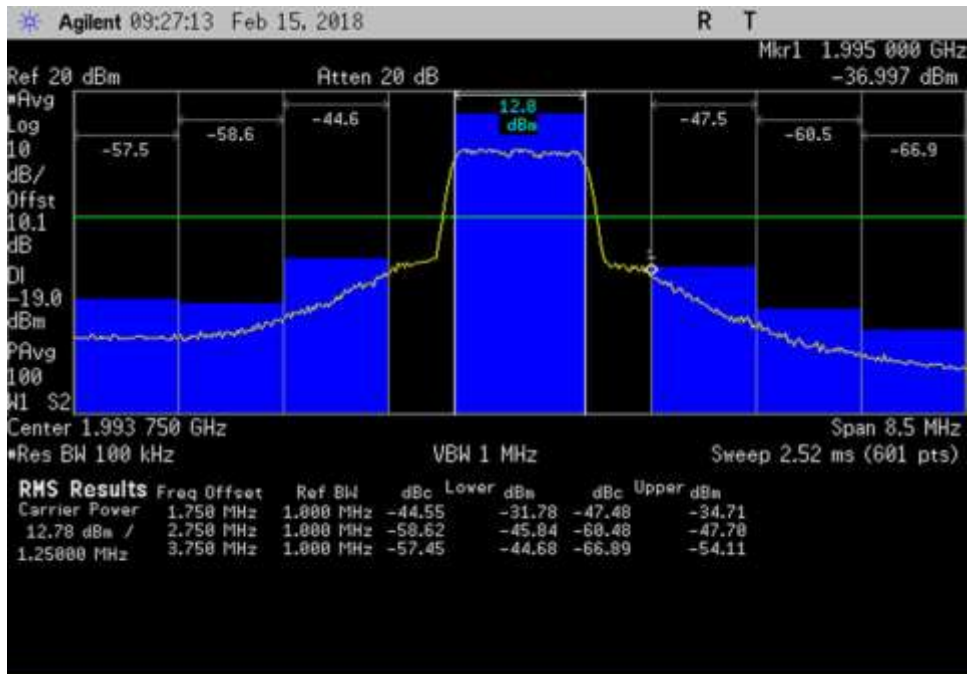 Agilent 09:27:13 Feb 15, 2018 R T
Mkr1 1.995 000 GHz
Ref 20 dBm Atten 20 dB -36.997 dBm
Avg
Log
10
dB/
Offst
10.1
dB
DI
-19.0
dBm
PAvg
100
W1 S2
12.8
dBm
-57.5 -58.6 -44.6 -47.5 -60.5 -66.9
1
Center 1.993 750 GHz Span 8.5 MHz
Res BW 100 kHz VBW 1 MHz Sweep 2.52 ms (601 pts)
RMS Results Freq Offset Ref BW dBc Lower dBm dBc Upper dBm
Carrier Power 1.750 MHz 1.000 MHz -44.55 -31.78 -47.48 -34.71
12.78 dBm / 2.750 MHz 1.000 MHz -58.62 -45.84 -60.48 -47.70
1.25000 MHz 3.750 MHz 1.000 MHz -57.45 -44.68 -66.89 -54.11